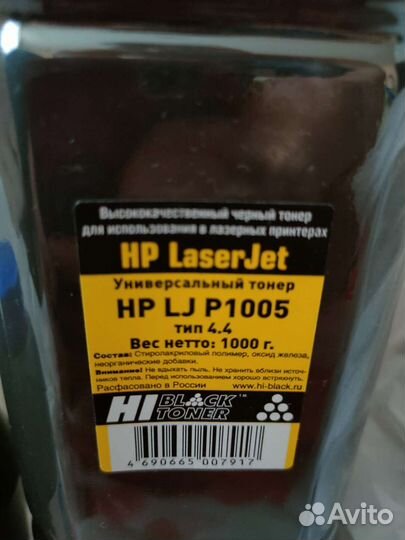 Высококачественный черный тонер
для использования в лазерных принтерах
HP LaserJet
Универсальный тонер
HP LJ P1005
тип 4.4
Вес нетто: 1000 г.
Состав: Стиролакриловый полимер, оксид железа,
неорганические добавки.
Внимание! Не вдыхать пыль. Не хранить вблизи источ-
ников тепла. Перед использованием хорошо встряхнуть.
Расфасовано в России www.hi-black.ru
HI BLACK TONER T.M.
4 690665 007917
Avito